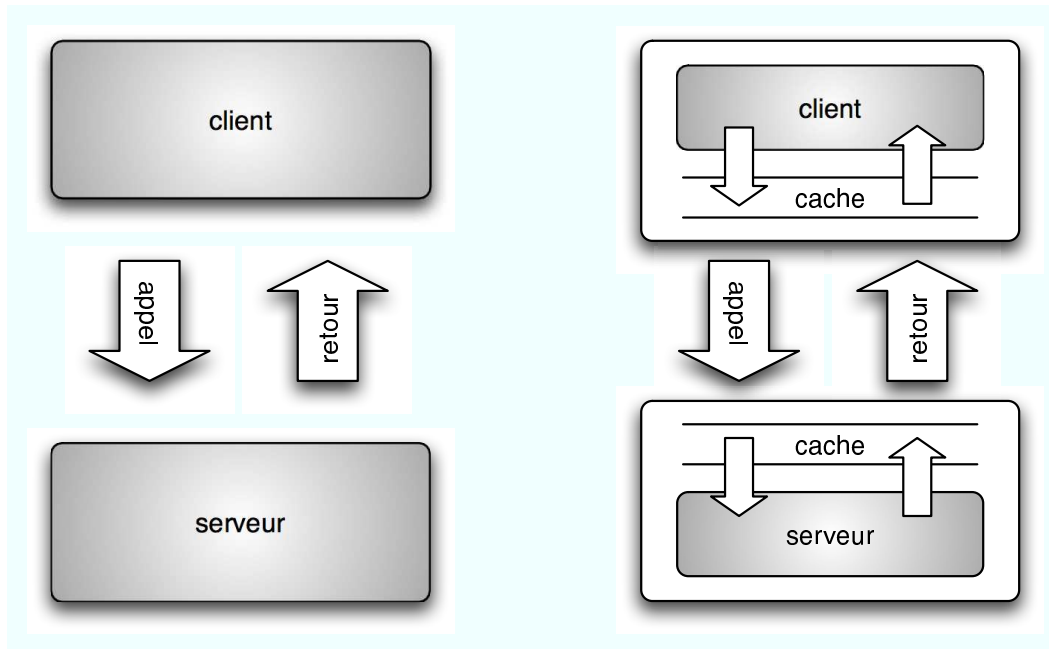 client
appel
retour
serveur
client
cache
appel
retour
cache
serveur